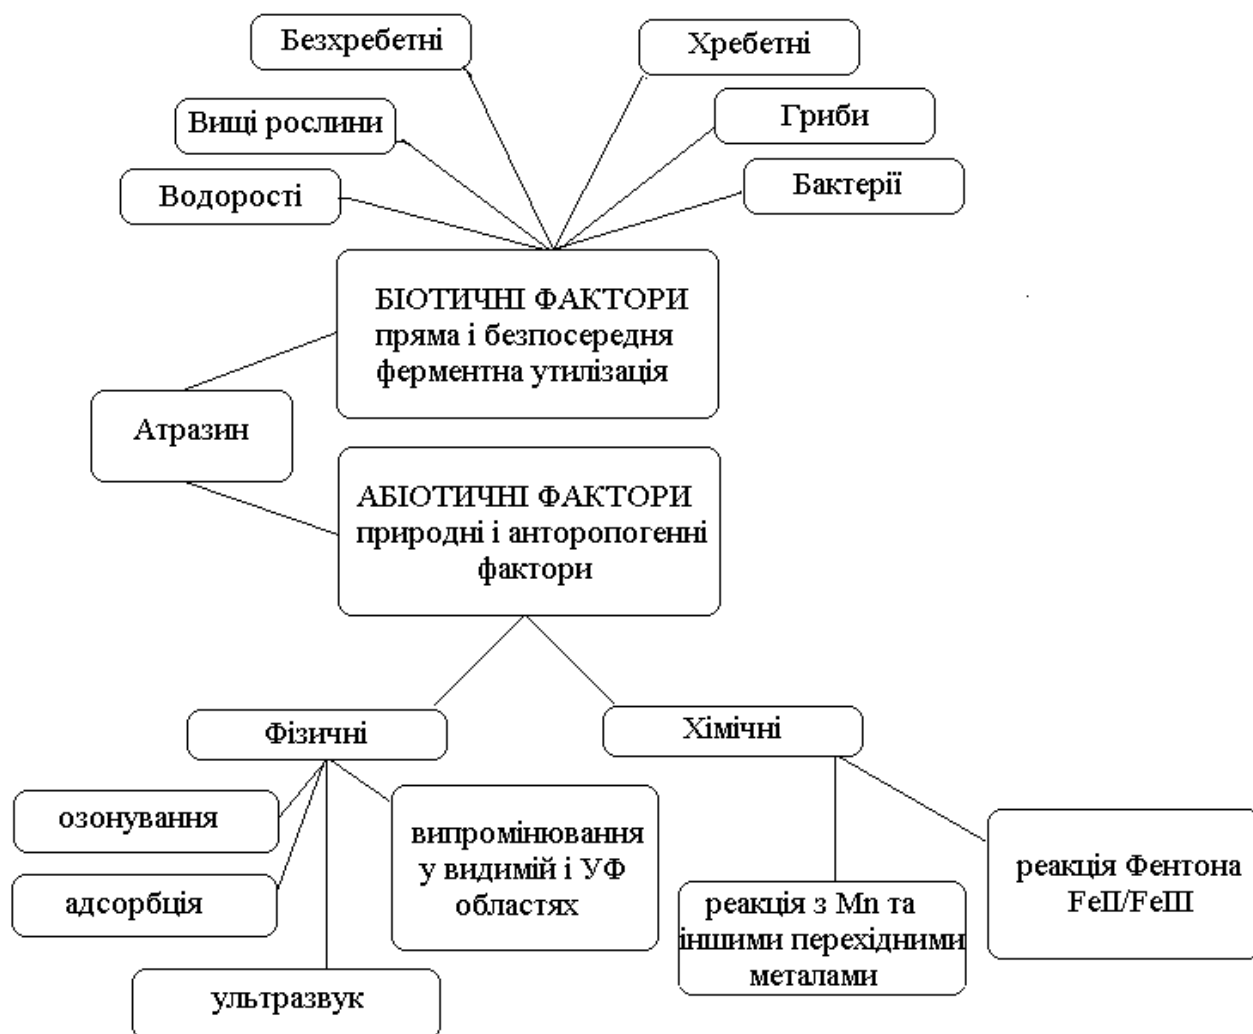 Безхребетні
Хребетні
Вищі рослини
Гриби
Водорості
Бактерії
БІОТИЧНІ ФАКТОРИ
пряма і безпосередня
ферментна утилізація
Атразин
АБІОТИЧНІ ФАКТОРИ
природні і анторопогенні
фактори
Фізичні
Хімічні
озонування
адсорбція
ультразвук
випромінювання
у видимій і УФ
областях
реакція з Mn та
іншими перехідними
металами
реакція Фентона
FeII/FeIII